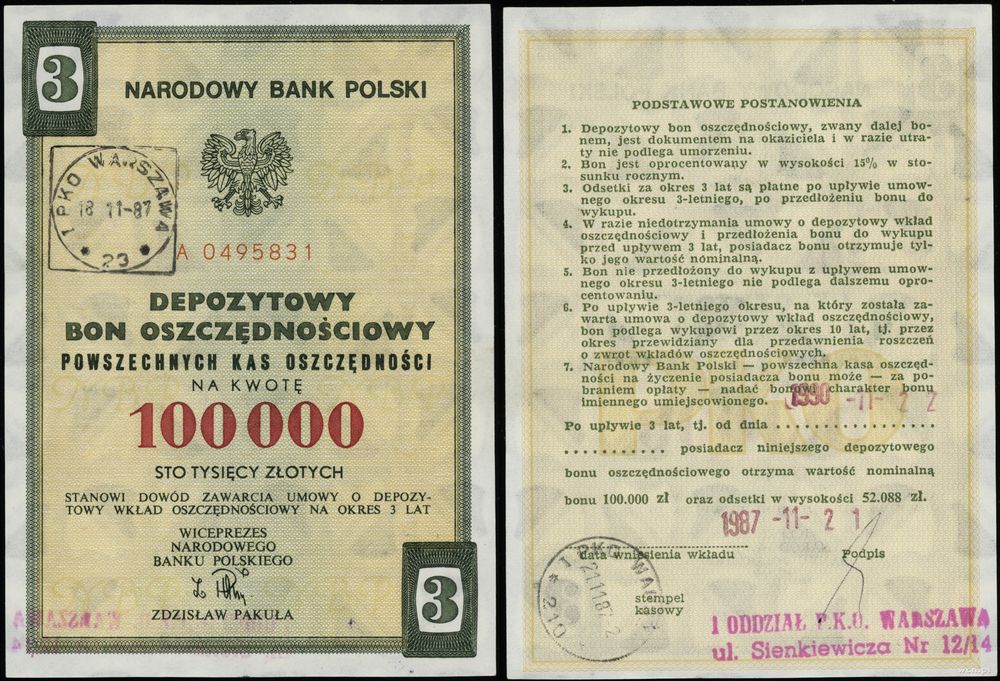 3
NARODOWY BANK POLSKI
I PKO WARSZAWA
18 11-87
* 23 *
A 0495831
DEPOZYTOWY
BON OSZCZĘDNOŚCIOWY
POWSZECHNYCH KAS OSZCZĘDNOŚCI
NA KWOTĘ
100 000
STO TYSIĘCY ZŁOTYCH
STANOWI DOWÓD ZAWARCIA UMOWY O DEPOZY-
TOWY WKŁAD OSZCZĘDNOŚCIOWY NA OKRES 3 LAT
WICEPREZES
NARODOWEGO
BANKU POLSKIEGO
ZDZISŁAW PAKUŁA
3
PODSTAWOWE POSTANOWIENIA
1. Depozytowy bon oszczędnościowy, zwany dalej bo-
nem, jest dokumentem na okaziciela i w razie utra-
ty nie podlega umorzeniu.
2. Bon jest oprocentowany w wysokości 15% w sto-
sunku rocznym.
3. Odsetki za okres 3 lat są płatne po upływie umow-
nego okresu 3-letniego, po przedłożeniu bonu do
wykupu.
4. W razie niedotrzymania umowy o depozytowy wkład
oszczędnościowy i przedłożenia bonu do wykupu
przed upływem 3 lat, posiadacz bonu otrzymuje tyl-
ko jego wartość nominalną.
5. Bon nie przedłożony do wykupu z upływem umow-
nego okresu 3-letniego nie podlega dalszemu opro-
centowaniu.
6. Po upływie 3-letniego okresu, na który została za-
warta umowa o depozytowy wkład oszczędnościowy,
bon podlega wykupowi przez okres 10 lat, tj. przez
okres przewidziany dla przedawnienia roszczeń
o zwrot wkładów oszczędnościowych.
7. Narodowy Bank Polski — powszechna kasa oszczęd-
ności na życzenie posiadacza bonu może — za po-
braniem opłaty — nadać bonowi charakter bonu
imiennego umiejscowionego.
1990 -11- 2 2
Po upływie 3 lat, tj. od dnia . . . . . . . . . . . . . . . . . .
. . . . . . . . . . . . posiadacz niniejszego depozytowego
bonu oszczędnościowego otrzyma wartość nominalną
bonu 100.000 zł oraz odsetki w wysokości 52.088 zł.
1987 -11- 2 1
data wniesienia wkładu Podpis
* I PKO WA
* 210
stempel
kasowy
I ODDZIAŁ P.K.O. WARSZAWA
ul. Sienkiewicza Nr 12/14
wcn.pl